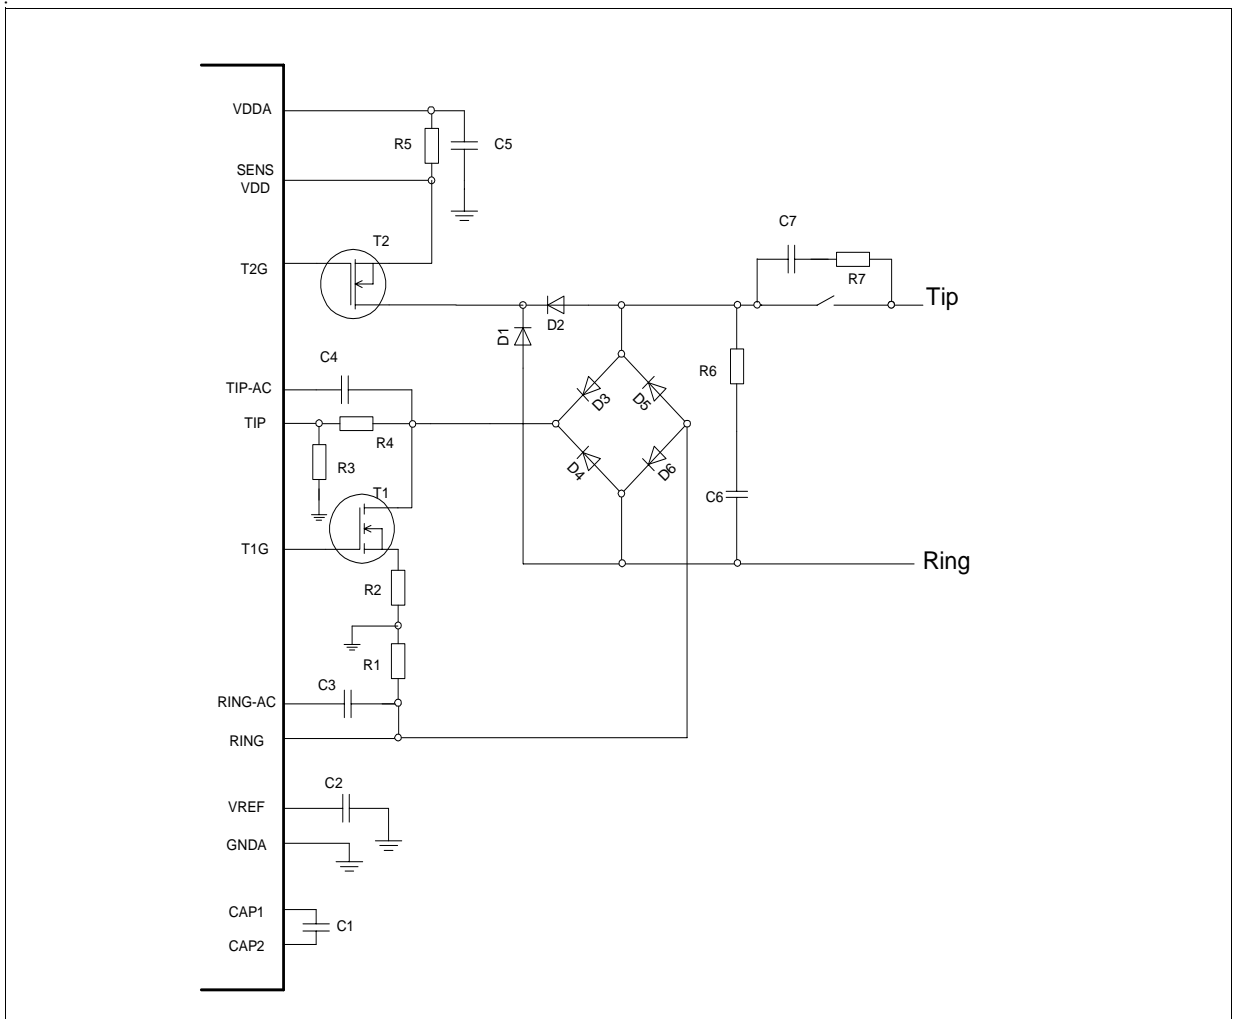 VDDA
R5
C5
SENS
VDD
T2
T2G
C7
R7
Tip
D1
D2
C4
R6
TIP-AC
D3
D5
TIP
R4
R3
D4
D6
T1
C6
T1G
Ring
R2
R1
C3
RING-AC
RING
C2
VREF
GNDA
CAP1
C1
CAP2